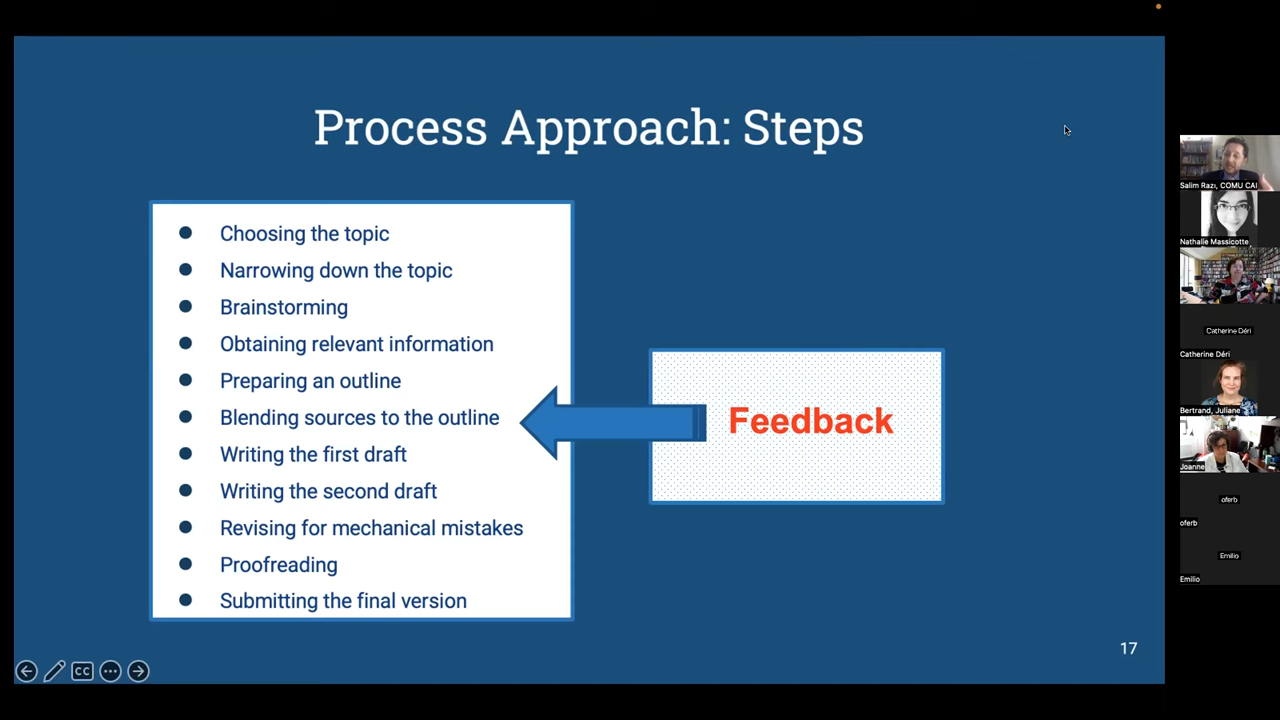 Process Approach: Steps
Choosing the topic
Narrowing down the topic
Brainstorming
Obtaining relevant information
Preparing an outline
Blending sources to the outline
Writing the first draft
Writing the second draft
Revising for mechanical mistakes
Proofreading
Submitting the final version
Feedback
17
CC
Salim Razı, COMU CAI
Nathalie Massicotte
Catherine Déri
Catherine Déri
Bertrand, Juliane
Joanne
oferb
oferb
Emilio
Emilio